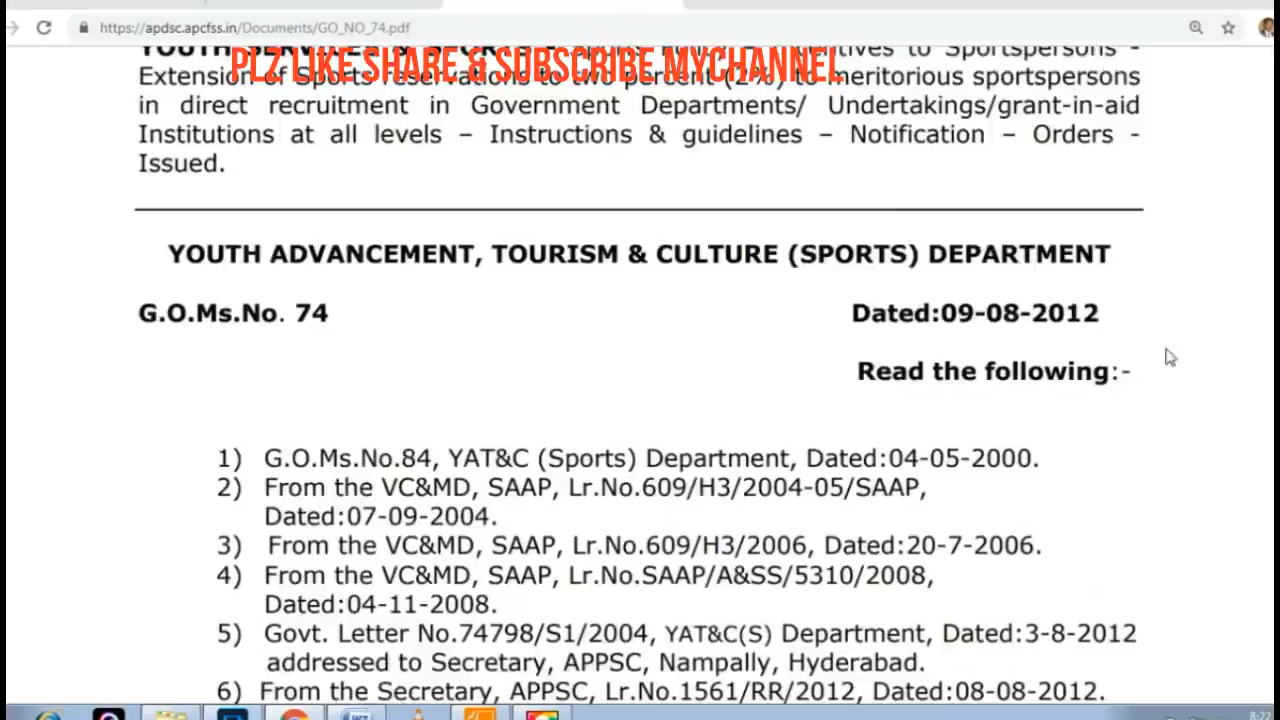 https://apdsc.apcfss.in/Documents/GO_NO_74.pdf
PLZ LIKE SHARE & SUBSCRIBE MYCHANNEL
YOUTH SERVICES & SPORTS to Sportspersons -
Extension of Sports reservations to two percent (2%) to meritorious sportspersons
in direct recruitment in Government Departments/ Undertakings/grant-in-aid
Institutions at all levels – Instructions & guidelines – Notification – Orders -
Issued.
YOUTH ADVANCEMENT, TOURISM & CULTURE (SPORTS) DEPARTMENT
G.O.Ms.No. 74 Dated:09-08-2012
Read the following:-
1) G.O.Ms.No.84, YAT&C (Sports) Department, Dated:04-05-2000.
2) From the VC&MD, SAAP, Lr.No.609/H3/2004-05/SAAP,
Dated:07-09-2004.
3) From the VC&MD, SAAP, Lr.No.609/H3/2006, Dated:20-7-2006.
4) From the VC&MD, SAAP, Lr.No.SAAP/A&SS/5310/2008,
Dated:04-11-2008.
5) Govt. Letter No.74798/S1/2004, YAT&C(S) Department, Dated:3-8-2012
addressed to Secretary, APPSC, Nampally, Hyderabad.
6) From the Secretary, APPSC, Lr.No.1561/RR/2012, Dated:08-08-2012.
8:22